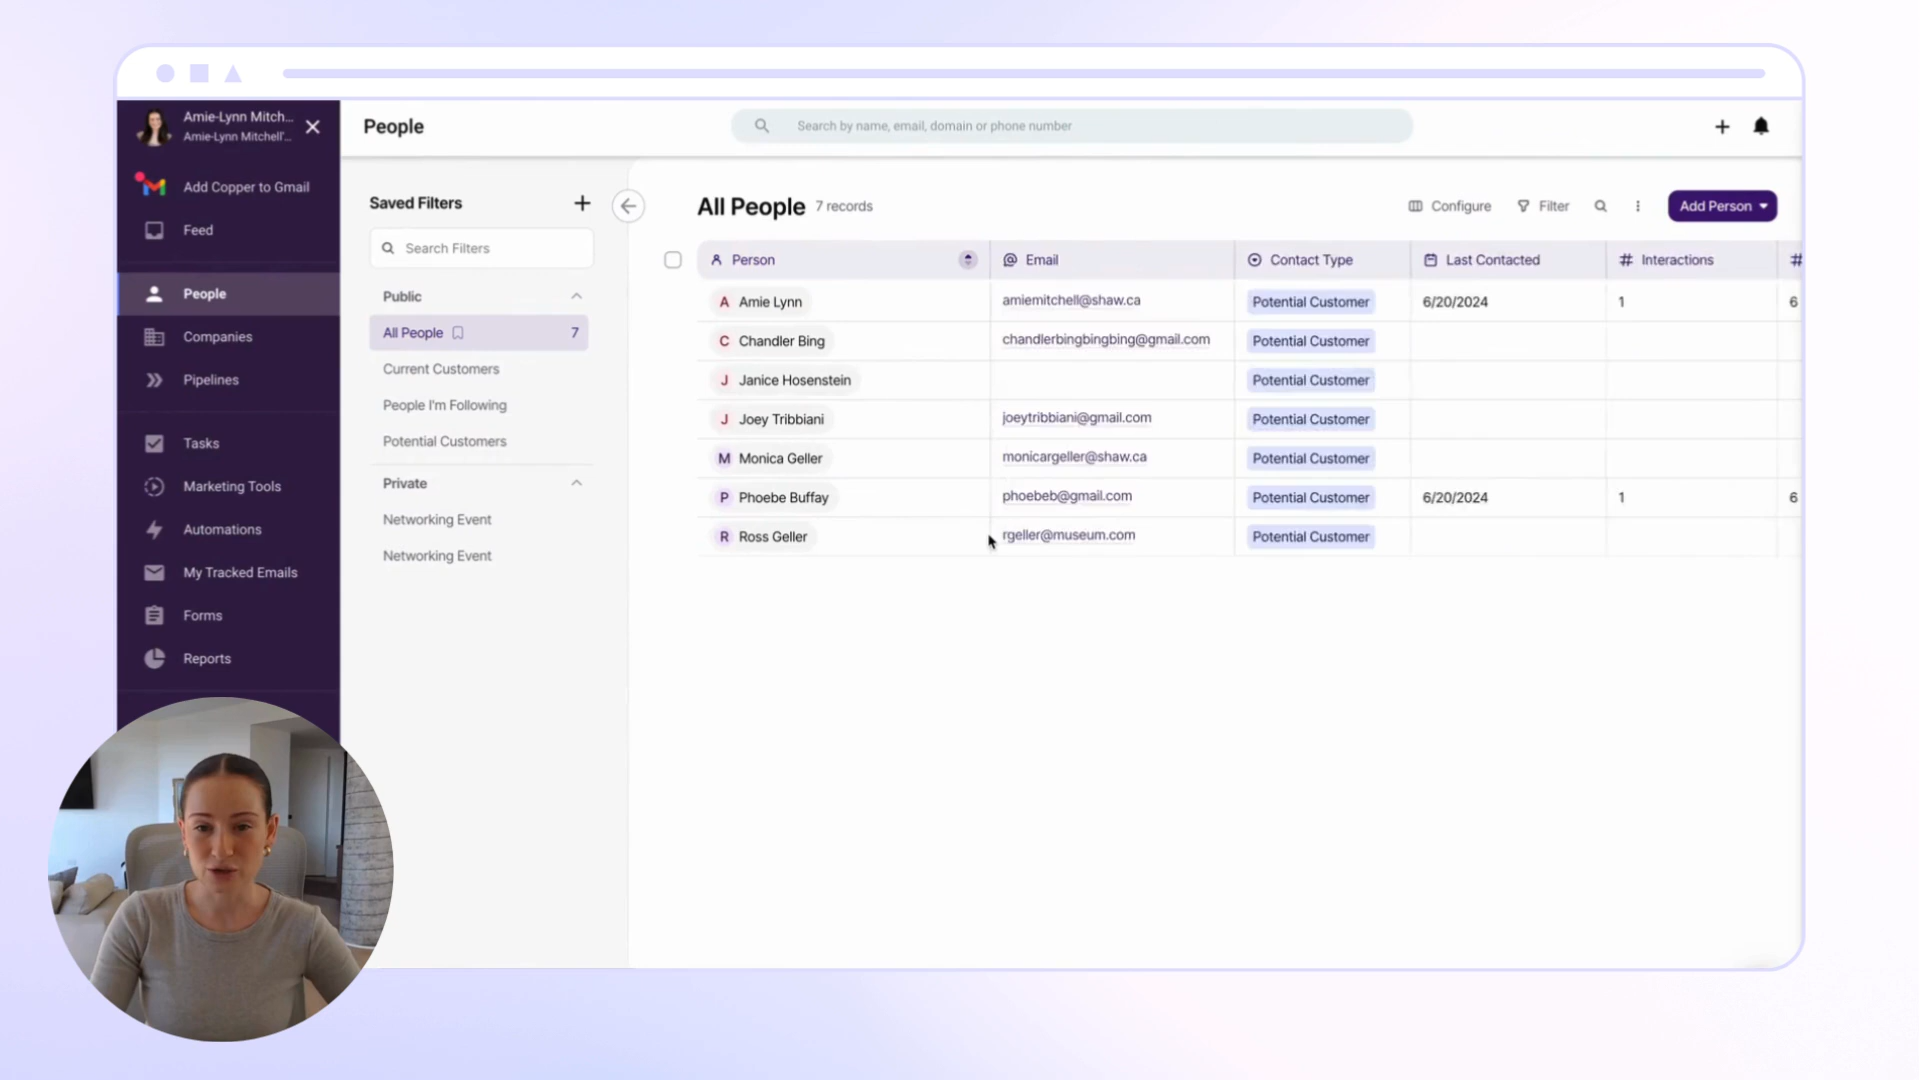 Amie-Lynn Mitch...
Amie-Lynn Mitchell'...
Add Copper to Gmail
Feed
People
Companies
Pipelines
Tasks
Marketing Tools
Automations
My Tracked Emails
Forms
Reports
People
Search by name, email, domain or phone number
Saved Filters
Search Filters
Public
All People 7
Current Customers
People I'm Following
Potential Customers
Private
Networking Event
Networking Event
All People 7 records
Configure Filter Add Person
Person Email Contact Type Last Contacted # Interactions #
A Amie Lynn amiemitchell@shaw.ca Potential Customer 6/20/2024 1 6
C Chandler Bing chandlerbingbingbing@gmail.com Potential Customer
J Janice Hosenstein Potential Customer
J Joey Tribbiani joeytribbiani@gmail.com Potential Customer
M Monica Geller monicargeller@shaw.ca Potential Customer
P Phoebe Buffay phoebeb@gmail.com Potential Customer 6/20/2024 1 6
R Ross Geller rgeller@museum.com Potential Customer